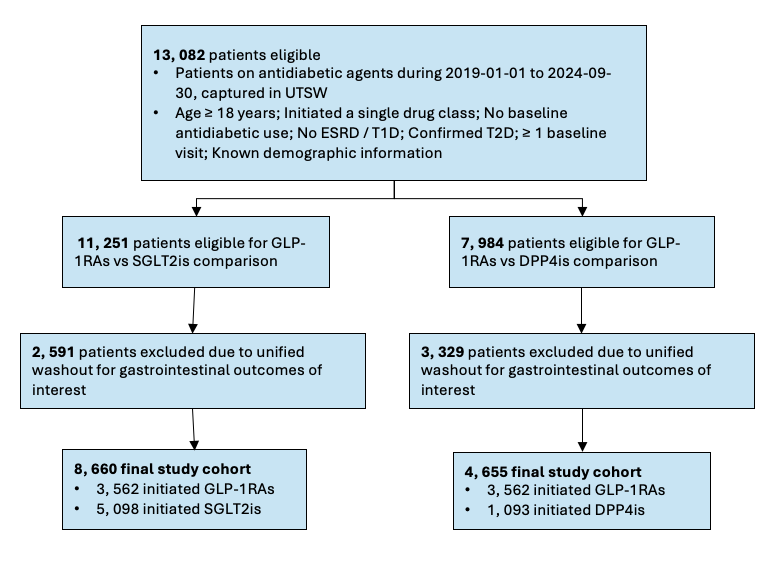 13, 082 patients eligible
• Patients on antidiabetic agents during 2019-01-01 to 2024-09-
30, captured in UTSW
• Age ≥ 18 years; Initiated a single drug class; No baseline
antidiabetic use; No ESRD / T1D; Confirmed T2D; ≥ 1 baseline
visit; Known demographic information
11, 251 patients eligible for GLP-
1RAs vs SGLT2is comparison
7, 984 patients eligible for GLP-
1RAs vs DPP4is comparison
2, 591 patients excluded due to unified
washout for gastrointestinal outcomes of
interest
3, 329 patients excluded due to unified
washout for gastrointestinal outcomes of
interest
8, 660 final study cohort
• 3, 562 initiated GLP-1RAs
• 5, 098 initiated SGLT2is
4, 655 final study cohort
• 3, 562 initiated GLP-1RAs
• 1, 093 initiated DPP4is